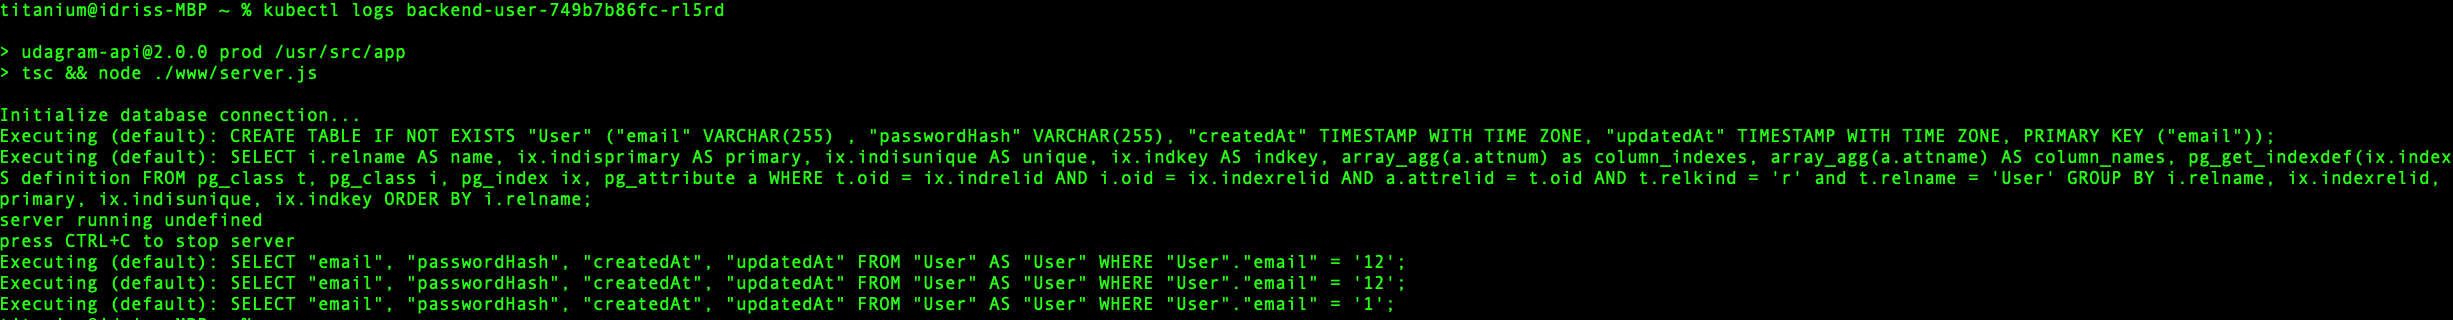 titanium@idriss-MBP ~ % kubectl logs backend-user-749b7b86fc-rl5rd
> udagram-api@2.0.0 prod /usr/src/app
> tsc && node ./www/server.js
Initialize database connection...
Executing (default): CREATE TABLE IF NOT EXISTS "User" ("email" VARCHAR(255) , "passwordHash" VARCHAR(255), "createdAt" TIMESTAMP WITH TIME ZONE, "updatedAt" TIMESTAMP WITH TIME ZONE, PRIMARY KEY ("email"));
Executing (default): SELECT i.relname AS name, ix.indisprimary AS primary, ix.indisunique AS unique, ix.indkey AS indkey, array_agg(a.attnum) as column_indexes, array_agg(a.attname) AS column_names, pg_get_indexdef(ix.index
S definition FROM pg_class t, pg_class i, pg_index ix, pg_attribute a WHERE t.oid = ix.indrelid AND i.oid = ix.indexrelid AND a.attrelid = t.oid AND t.relkind = 'r' and t.relname = 'User' GROUP BY i.relname, ix.indexrelid,
primary, ix.indisunique, ix.indkey ORDER BY i.relname;
server running undefined
press CTRL+C to stop server
Executing (default): SELECT "email", "passwordHash", "createdAt", "updatedAt" FROM "User" AS "User" WHERE "User"."email" = '12';
Executing (default): SELECT "email", "passwordHash", "createdAt", "updatedAt" FROM "User" AS "User" WHERE "User"."email" = '12';
Executing (default): SELECT "email", "passwordHash", "createdAt", "updatedAt" FROM "User" AS "User" WHERE "User"."email" = '1';